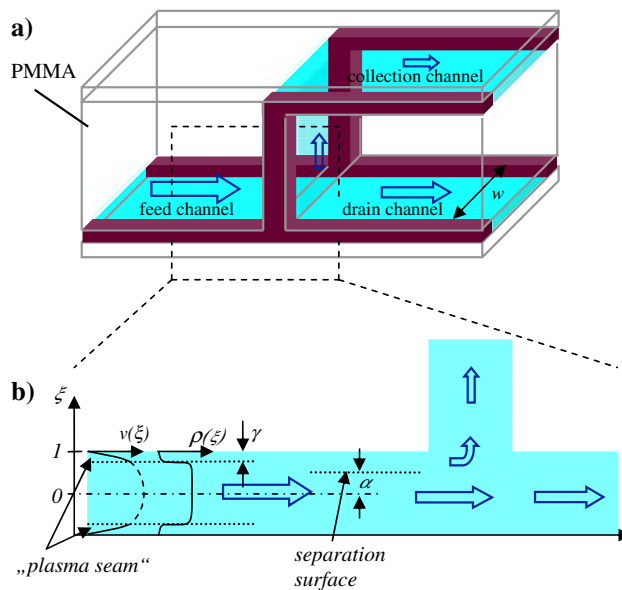 a)
PMMA
collection channel
feed channel
drain channel
w
b)
ξ
v(ξ)
ρ(ξ)
γ
1
0
α
„plasma seam“
separation
surface